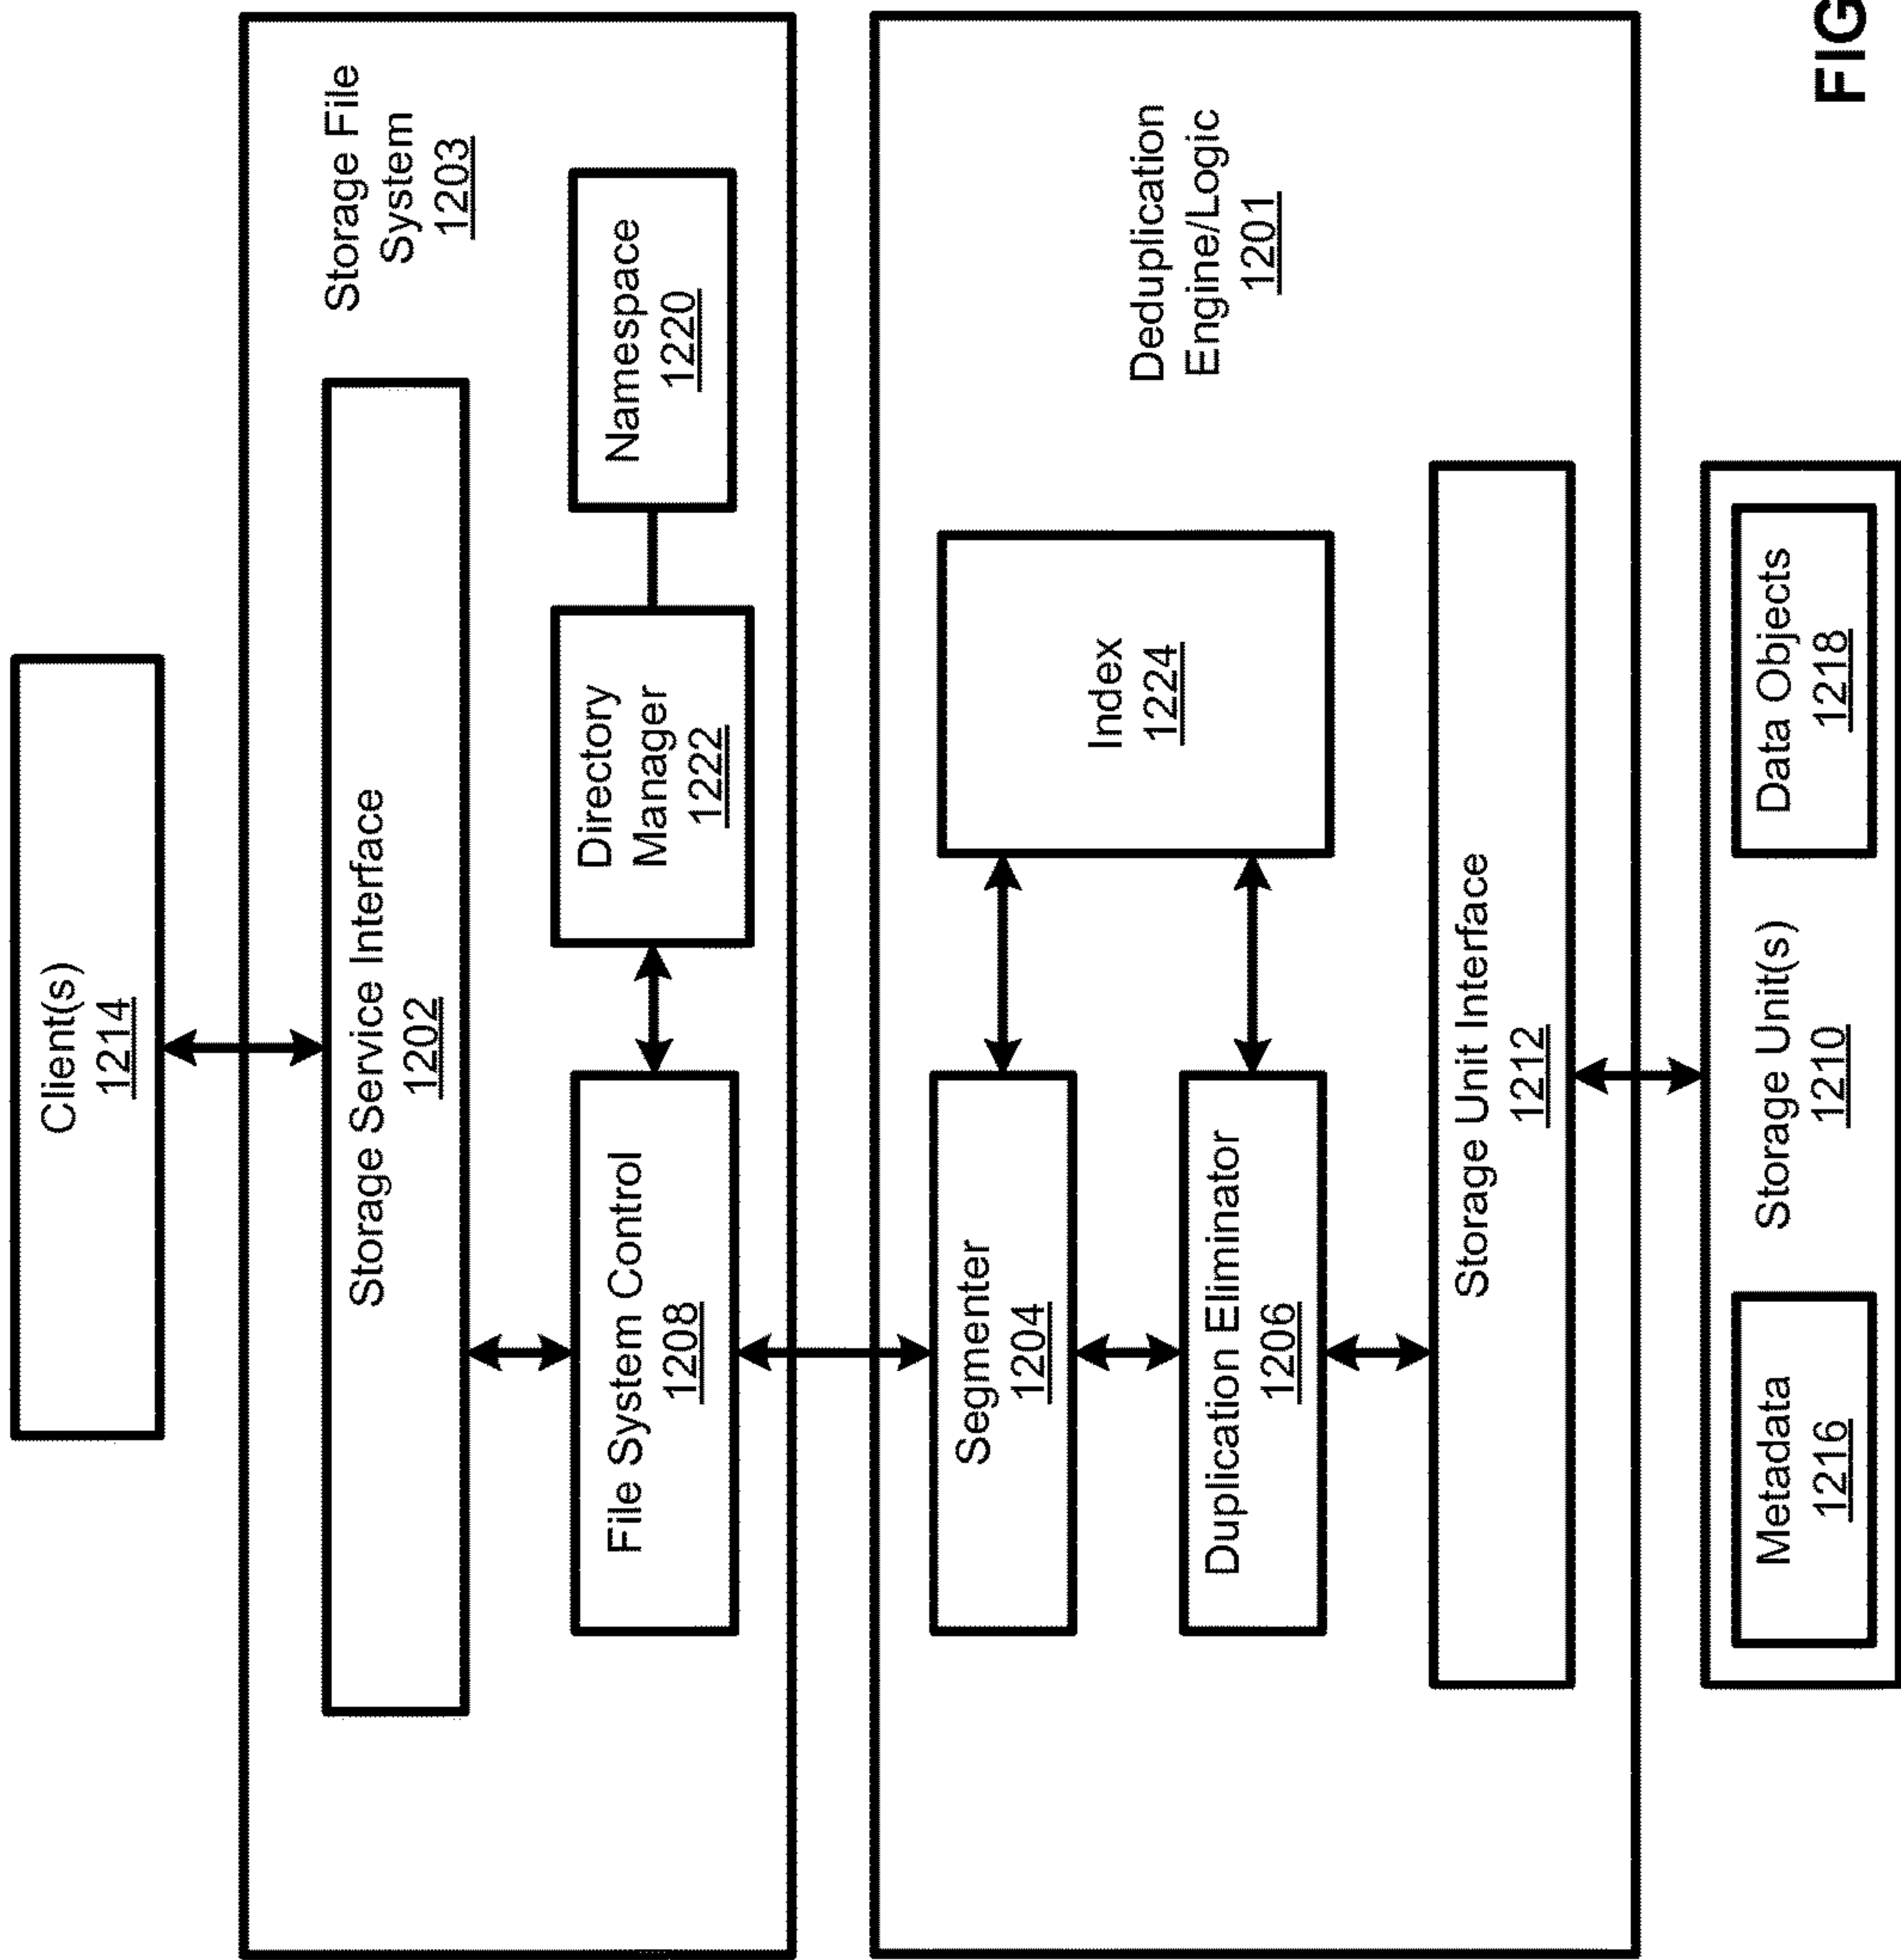 Client(s)
1214
Storage File
System
1203
Storage Service Interface
1202
File System Control
1208
Directory
Manager
1222
Namespace
1220
Deduplication
Engine/Logic
1201
Segmenter
1204
Index
1224
Duplication Eliminator
1206
Storage Unit Interface
1212
Metadata
1216
Storage Unit(s)
1210
Data Objects
1218
FIG